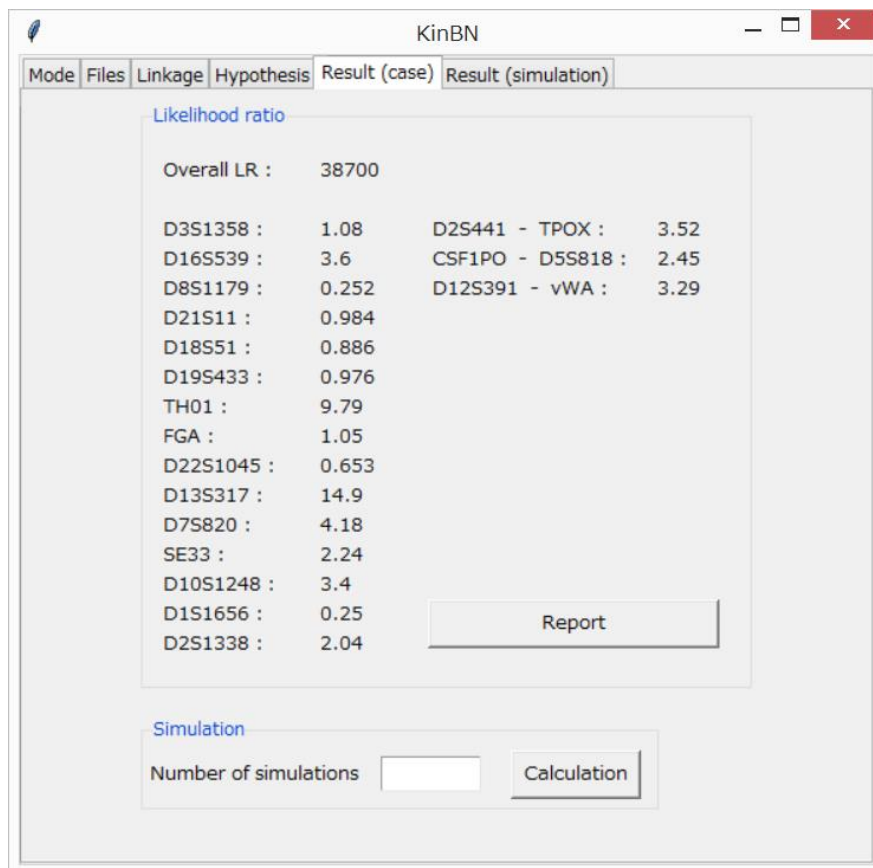 KinBN
Mode Files Linkage Hypothesis Result (case) Result (simulation)
Likelihood ratio
Overall LR : 38700
D3S1358 : 1.08 D2S441 - TPOX : 3.52
D16S539 : 3.6 CSF1PO - D5S818 : 2.45
D8S1179 : 0.252 D12S391 - vWA : 3.29
D21S11 : 0.984
D18S51 : 0.886
D19S433 : 0.976
TH01 : 9.79
FGA : 1.05
D22S1045 : 0.653
D13S317 : 14.9
D7S820 : 4.18
SE33 : 2.24
D10S1248 : 3.4
D1S1656 : 0.25
D2S1338 : 2.04
Report
Simulation
Number of simulations Calculation